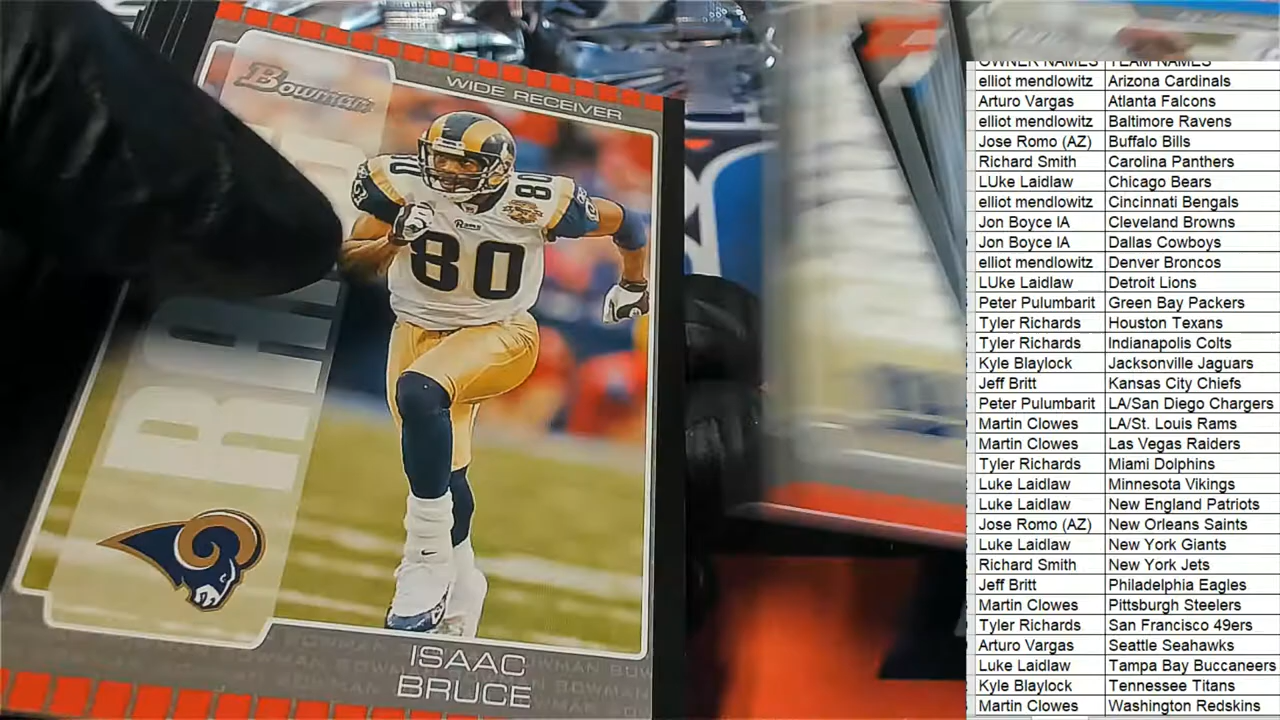 Bowman
WIDE RECEIVER
80
80
Rams
80
RA
ISAAC
BRUCE
OWNER NAMES TEAM NAMES
elliot mendlowitz Arizona Cardinals
Arturo Vargas Atlanta Falcons
elliot mendlowitz Baltimore Ravens
Jose Romo (AZ) Buffalo Bills
Richard Smith Carolina Panthers
LUke Laidlaw Chicago Bears
elliot mendlowitz Cincinnati Bengals
Jon Boyce IA Cleveland Browns
Jon Boyce IA Dallas Cowboys
elliot mendlowitz Denver Broncos
LUke Laidlaw Detroit Lions
Peter Pulumbarit Green Bay Packers
Tyler Richards Houston Texans
Tyler Richards Indianapolis Colts
Kyle Blaylock Jacksonville Jaguars
Jeff Britt Kansas City Chiefs
Peter Pulumbarit LA/San Diego Chargers
Martin Clowes LA/St. Louis Rams
Martin Clowes Las Vegas Raiders
Tyler Richards Miami Dolphins
Luke Laidlaw Minnesota Vikings
Luke Laidlaw New England Patriots
Jose Romo (AZ) New Orleans Saints
Luke Laidlaw New York Giants
Richard Smith New York Jets
Jeff Britt Philadelphia Eagles
Martin Clowes Pittsburgh Steelers
Tyler Richards San Francisco 49ers
Arturo Vargas Seattle Seahawks
Luke Laidlaw Tampa Bay Buccaneers
Kyle Blaylock Tennessee Titans
Martin Clowes Washington Redskins